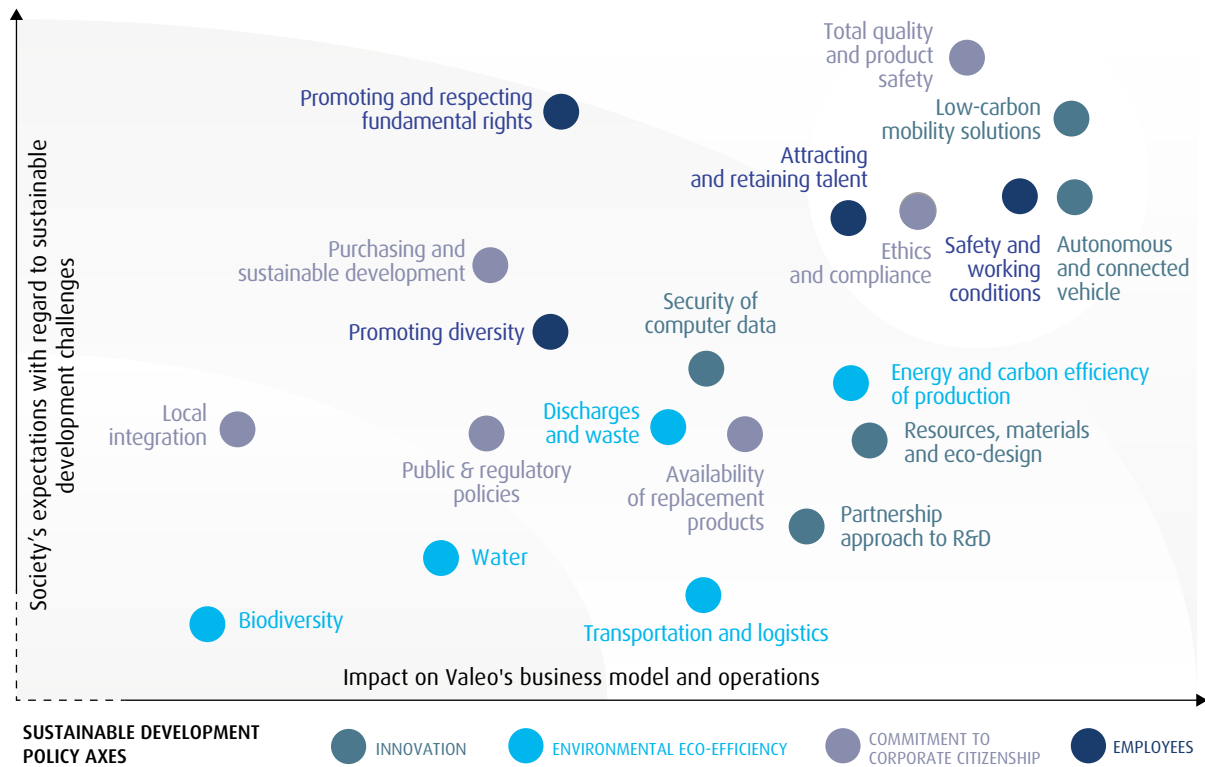 Total quality
and product
safety
Promoting and respecting
fundamental rights
Low-carbon
mobility solutions
Attracting
and retaining talent
Purchasing and
sustainable development
Ethics
and compliance
Safety and
working
conditions
Autonomous
and connected
vehicle
Security of
computer data
Promoting diversity
Energy and carbon efficiency
of production
Local
integration
Discharges
and waste
Resources, materials
and eco-design
Public & regulatory
policies
Availability
of replacement
products
Partnership
approach to R&D
Water
Biodiversity
Transportation and logistics
Society's expectations with regard to sustainable
development challenges
Impact on Valeo's business model and operations
SUSTAINABLE DEVELOPMENT
POLICY AXES
INNOVATION
ENVIRONMENTAL ECO-EFFICIENCY
COMMITMENT TO
CORPORATE CITIZENSHIP
EMPLOYEES